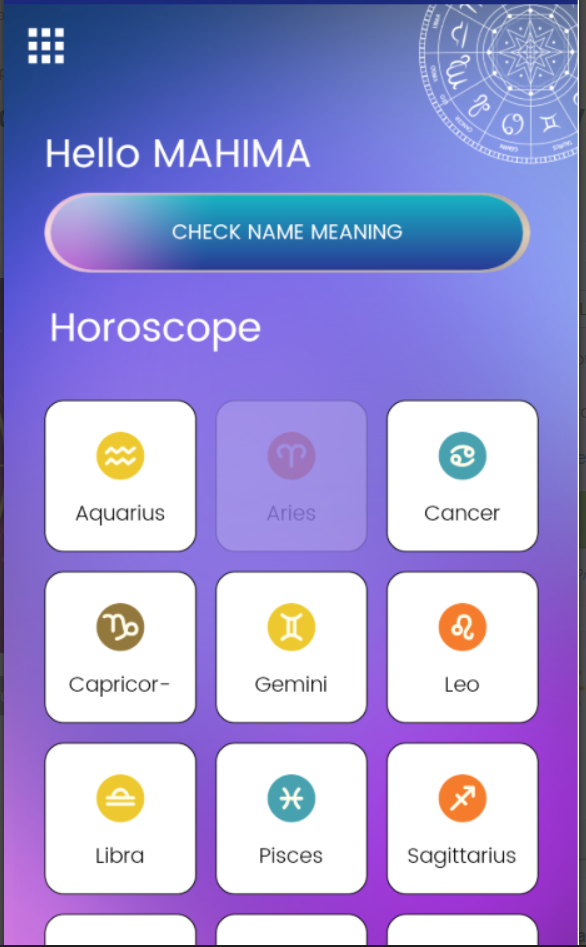 Hello MAHIMA
CHECK NAME MEANING
Horoscope
Aquarius
Aries
Cancer
Capricor-
Gemini
Leo
Libra
Pisces
Sagittarius